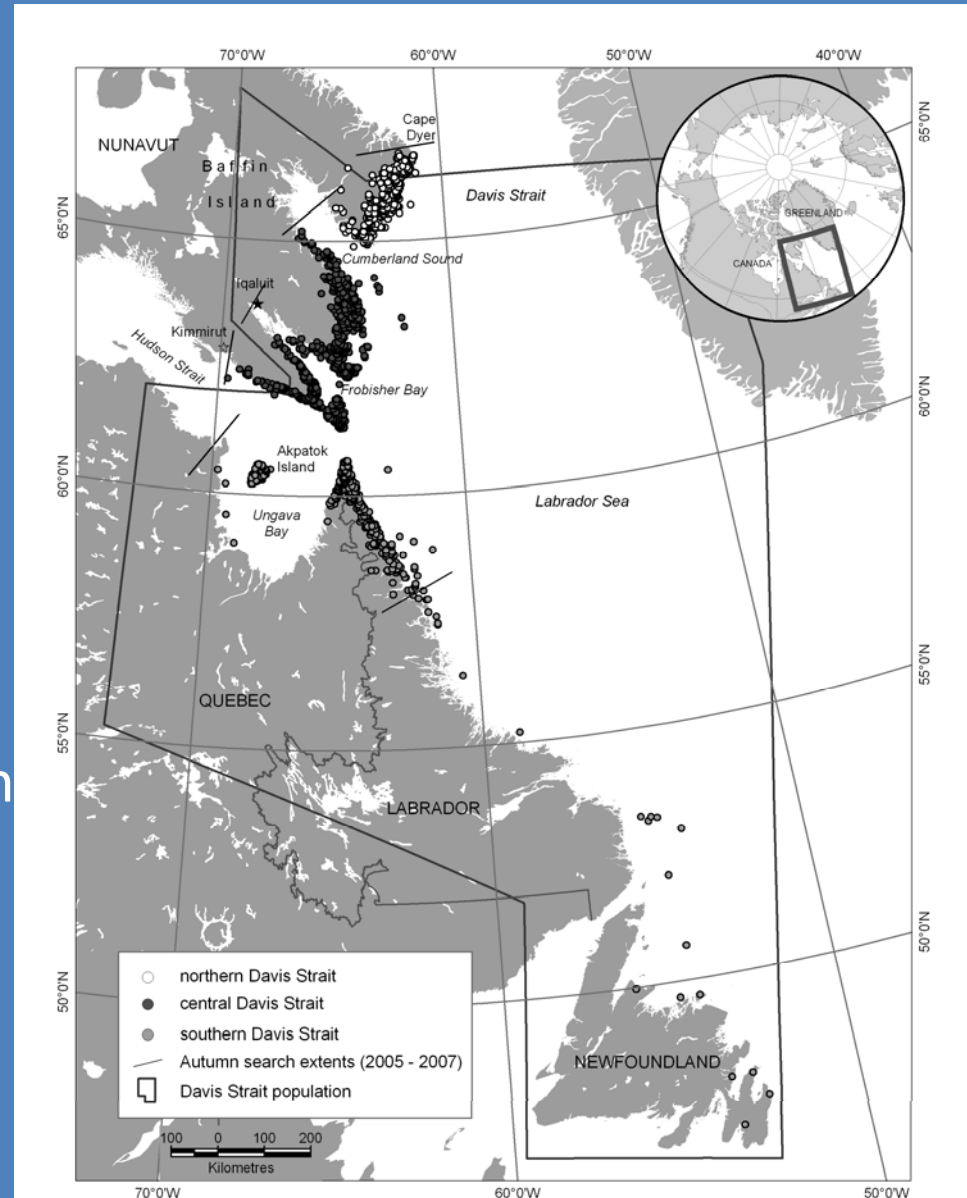 70°0'W
60°0'W
50°0'W
40°0'W
NUNAVUT
Cape
Dyer
65°0'N
Baffin
Island
Davis Strait
65°0'N
GREENLAND
CANADA
Cumberland Sound
Iqaluit
Kimmirut
Hudson Strait
Frobisher Bay
60°0'N
Akpatok
Island
60°0'N
Ungava
Bay
Labrador Sea
55°0'N
QUEBEC
55°0'N
n
LABRADOR
50°0'N
50°0'N
northern Davis Strait
central Davis Strait
southern Davis Strait
Autumn search extents (2005 - 2007)
Davis Strait population
NEWFOUNDLAND
100 0 100 200
Kilometres
70°0'W
60°0'W
50°0'W